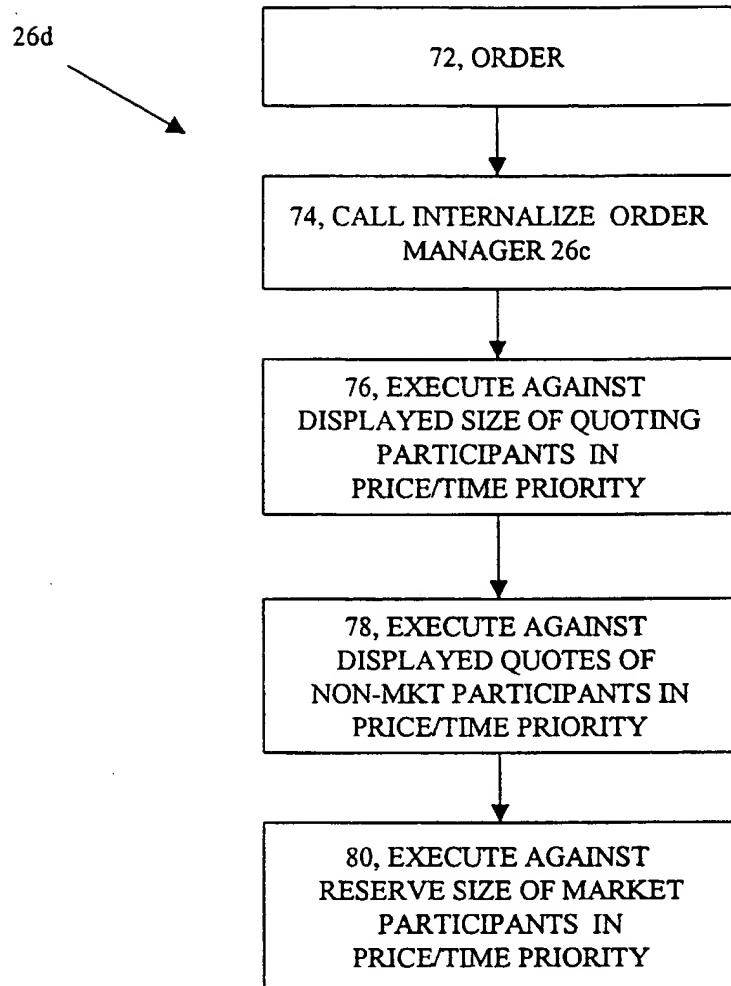 26d
72, ORDER
74, CALL INTERNALIZE ORDER
MANAGER 26c
76, EXECUTE AGAINST
DISPLAYED SIZE OF QUOTING
PARTICIPANTS IN
PRICE/TIME PRIORITY
78, EXECUTE AGAINST
DISPLAYED QUOTES OF
NON-MKT PARTICIPANTS IN
PRICE/TIME PRIORITY
80, EXECUTE AGAINST
RESERVE SIZE OF MARKET
PARTICIPANTS IN
PRICE/TIME PRIORITY